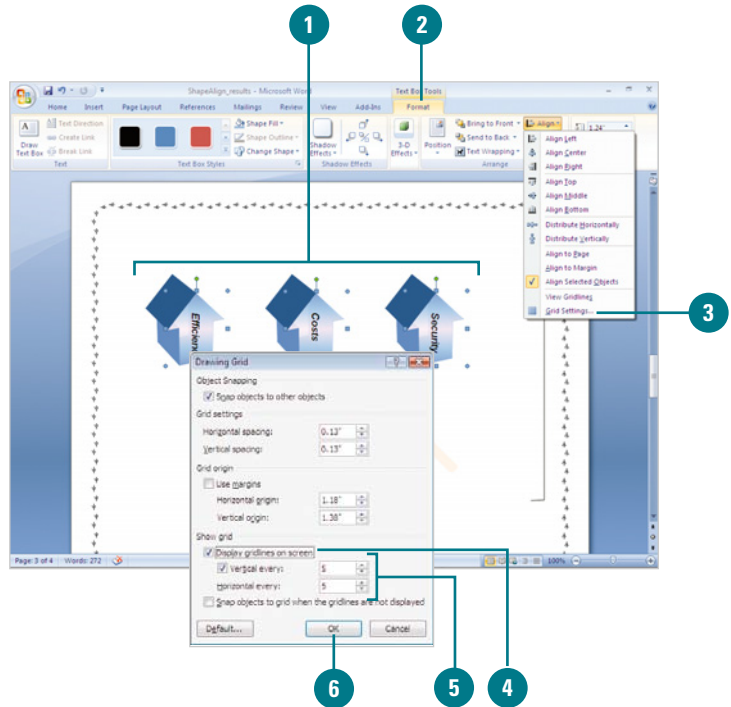 1
2
ShapeAlign_results - Microsoft Word
Text Box Tools
Home Insert Page Layout References Mailings Review View Add-Ins Format
Text Direction
Create Link
Break Link
Draw
Text Box
Text
Shape Fill
Shape Outline
Change Shape
Text Box Styles
Shadow
Effects
Shadow Effects
3-D
Effects
Position
Bring to Front
Send to Back
Text Wrapping
Align
Arrange
1.24"
Align Left
Align Center
Align Right
Align Top
Align Middle
Align Bottom
Distribute Horizontally
Distribute Vertically
Align to Page
Align to Margin
Align Selected Objects
View Gridlines
Grid Settings...
3
Costs
Security
Drawing Grid
Object Snapping
Snap objects to other objects
Grid settings
Horizontal spacing: 0.13"
Vertical spacing: 0.13"
Grid origin
Use margins
Horizontal origin: 1.18"
Vertical origin: 1.38"
Show grid
Display gridlines on screen
Vertical every: 5
Horizontal every: 5
Snap objects to grid when the gridlines are not displayed
Default... OK Cancel
Page: 3 of 4 Words: 272 100%
6
5
4